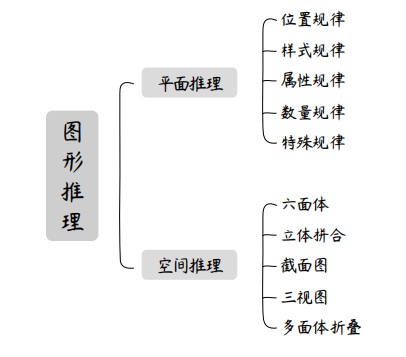 图形推理
平面推理
位置规律
样式规律
属性规律
数量规律
特殊规律
空间推理
六面体
立体拼合
截面图
三视图
多面体折叠